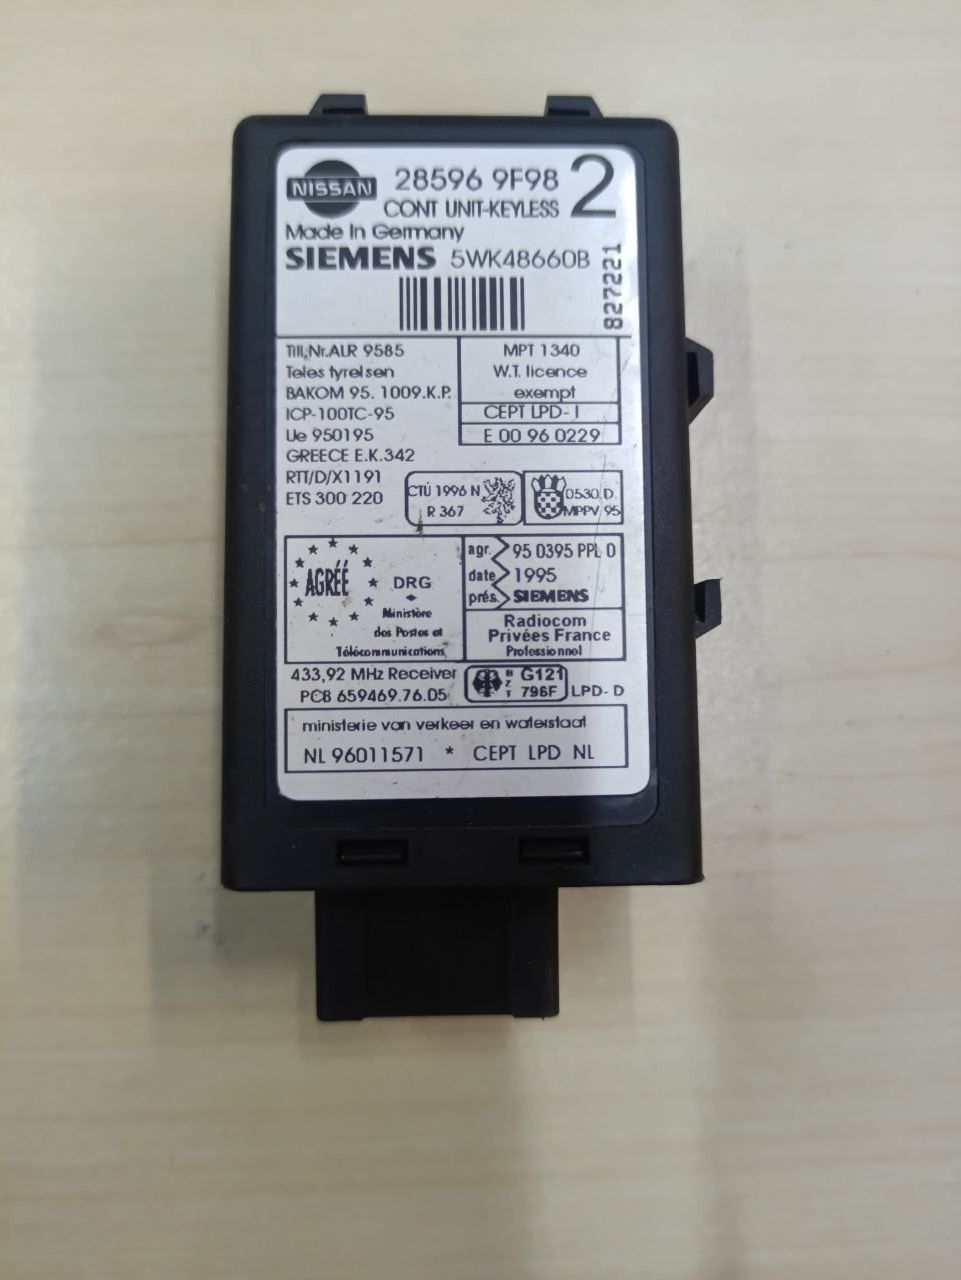 NISSAN
28596 9F98
2
CONT UNIT-KEYLESS
Made In Germany
SIEMENS 5WK48660B
827221
Till.Nr.ALR 9585
Teles tyrelsen
BAKOM 95. 1009.K.P.
ICP-100TC-95
Ue 950195
GREECE E.K.342
RTT/D/X1191
ETS 300 220
MPT 1340
W.T. licence
exempt
CEPT LPD-I
E 00 96 0229
CTÚ 1996 N
R 367
0530 D.
MPPV 95
AGRÉÉ
DRG
Ministère
des Postes et
Télécommunications
agr. 95 0395 PPL 0
date 1995
prés. SIEMENS
Radiocom
Privées France
Professionnel
433,92 MHz Receiver
PCB 659469.76.05
BZT
G121
796F
LPD-D
ministerie van verkeer en waterstaat
NL 96011571 * CEPT LPD NL